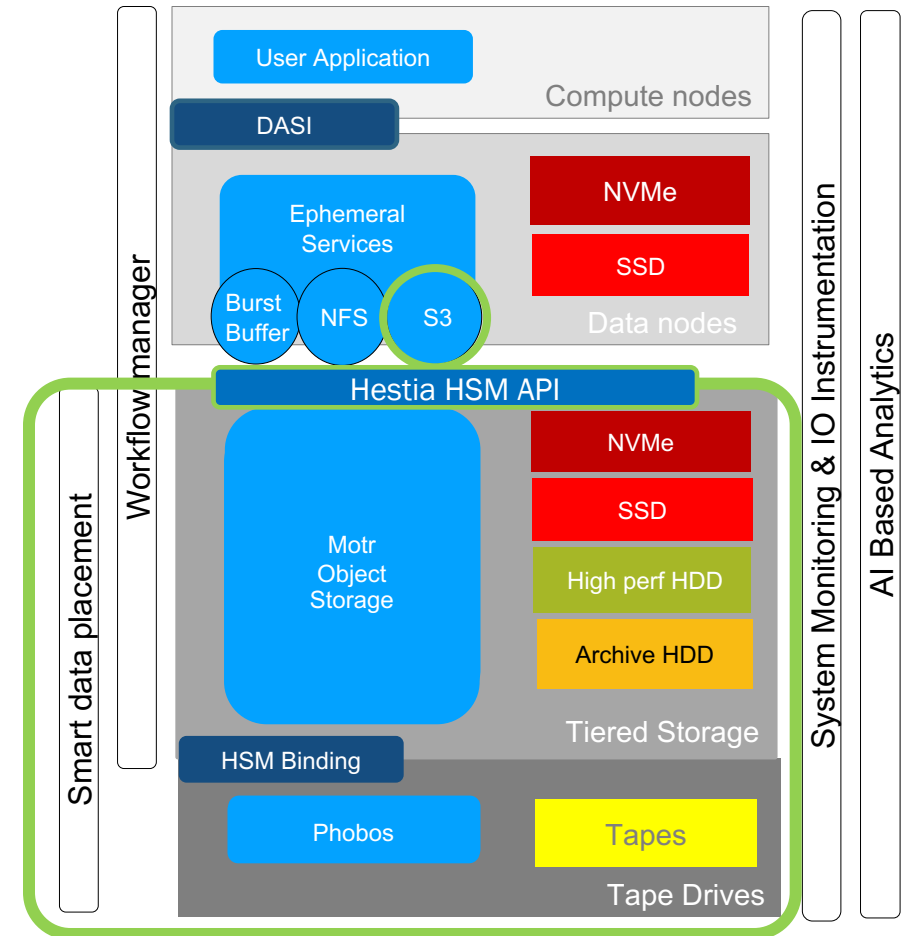 User Application
Compute nodes
DASI
Ephemeral
Services
NVMe
SSD
Burst
Buffer
NFS
S3
Data nodes
Hestia HSM API
Motr
Object
Storage
NVMe
SSD
High perf HDD
Archive HDD
Tiered Storage
HSM Binding
Phobos
Tapes
Tape Drives
Smart data placement
Workflow manager
System Monitoring & IO Instrumentation
AI Based Analytics